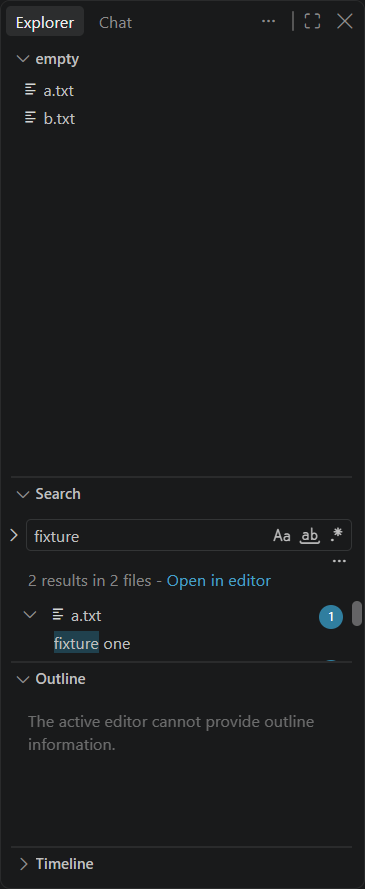 Explorer Chat
empty
a.txt
b.txt
Search
fixture Aa ab .*
2 results in 2 files - Open in editor
a.txt 1
fixture one
Outline
The active editor cannot provide outline
information.
Timeline